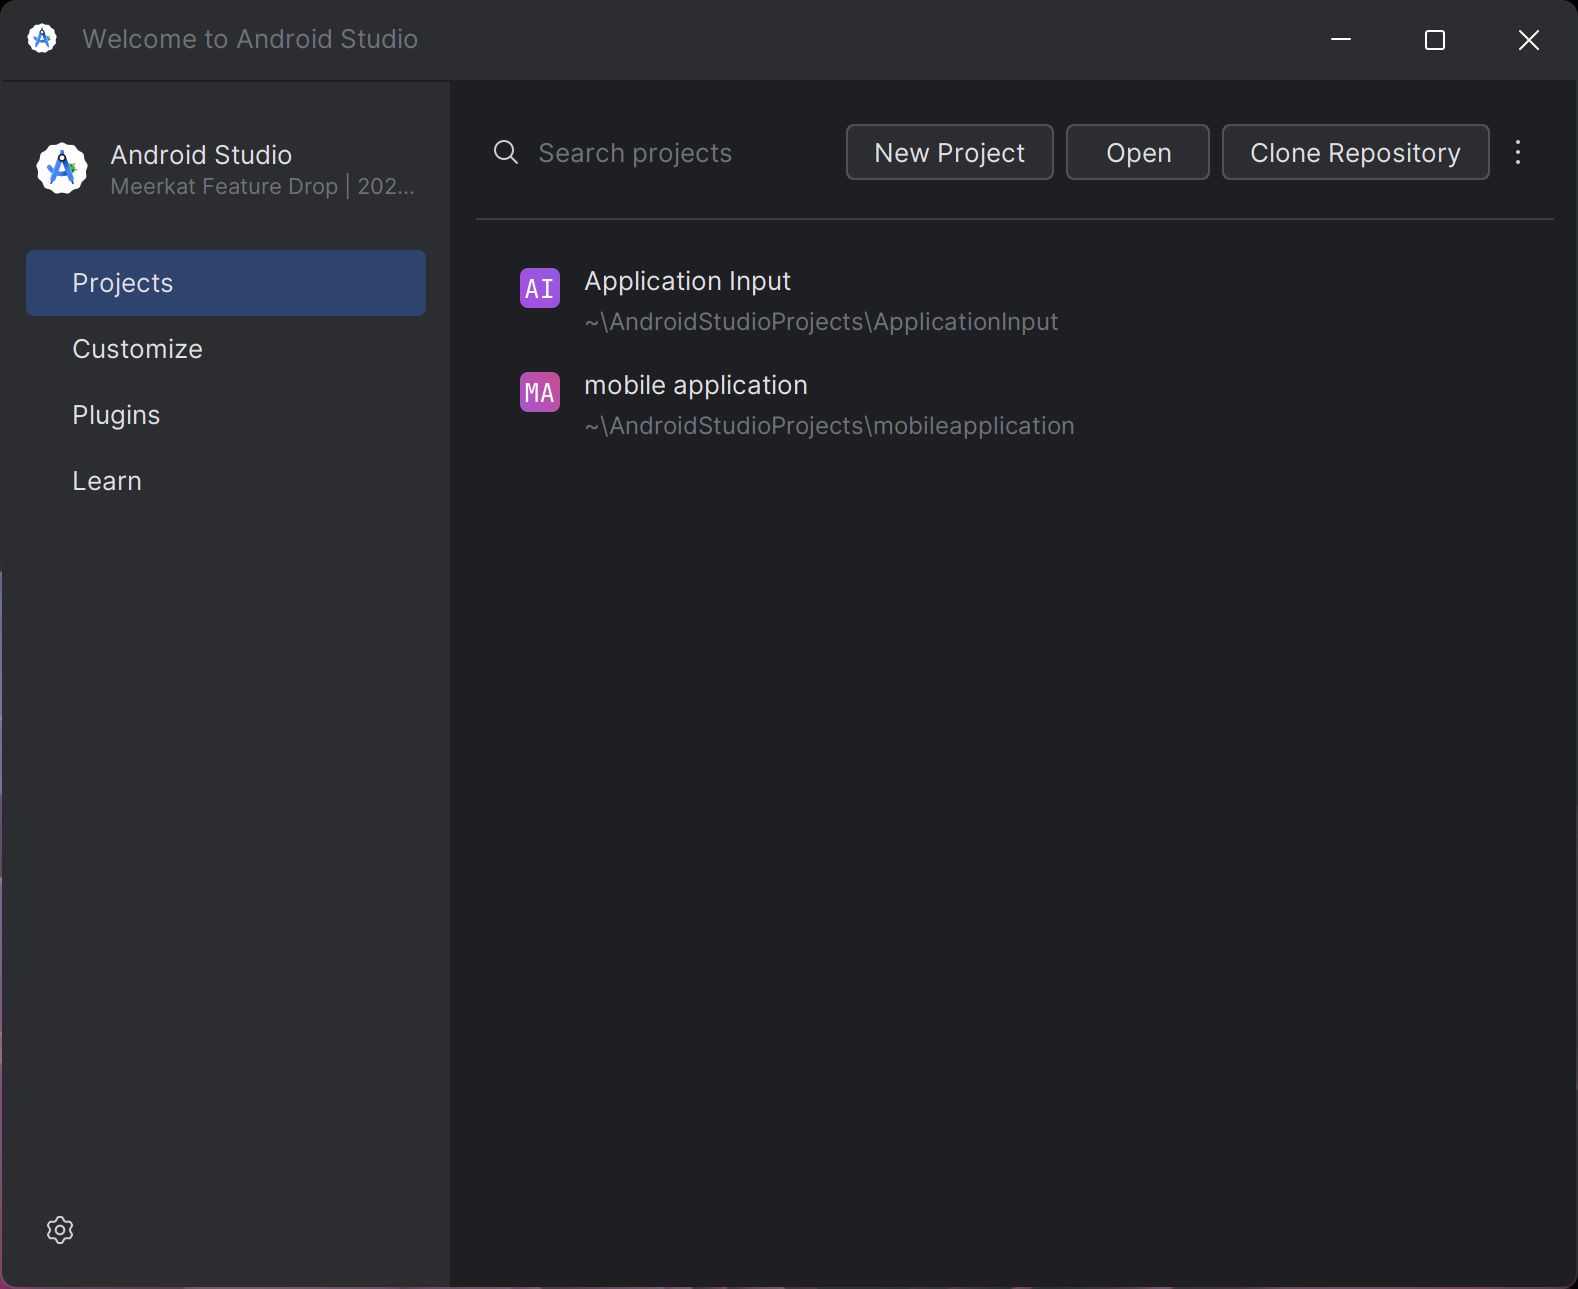 Welcome to Android Studio
Android Studio
Meerkat Feature Drop | 202...
Projects
Customize
Plugins
Learn
Search projects
New Project
Open
Clone Repository
AI
Application Input
~\AndroidStudioProjects\ApplicationInput
MA
mobile application
~\AndroidStudioProjects\mobileapplication